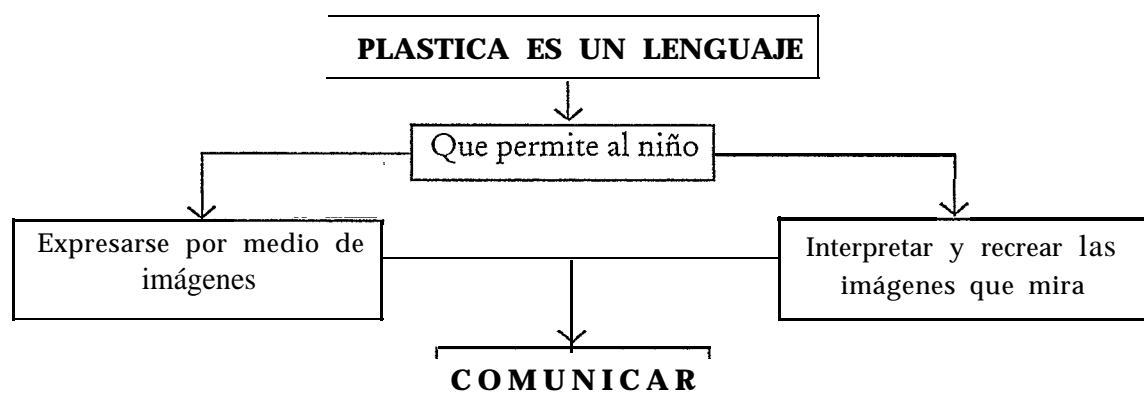 PLASTICA ES UN LENGUAJE
Que permite al niño
Expresarse por medio de
imágenes
Interpretar y recrear las
imágenes que mira
COMUNICAR